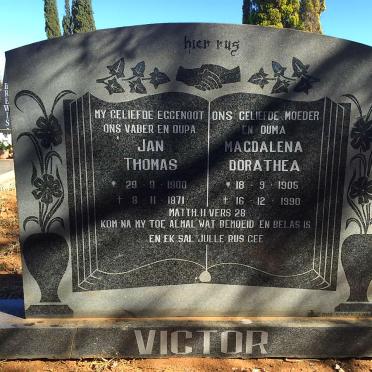 hier rus
MY GELIEFDE EGGENOOT
ONS VADER EN OUPA
JAN
THOMAS
* 29 - 9 - 1900
† 8 - 11 - 1971
ONS GELIEFDE MOEDER
EN OUMA
MAGDALENA
DORATHEA
* 18 - 9 - 1905
† 16 - 12 - 1990
MATTH. 11 VERS 28
KOM NA MY TOE ALMAL WAT VERMOEID EN BELAS IS
EN EK SAL JULLE RUS GEE
VICTOR
BREWIS